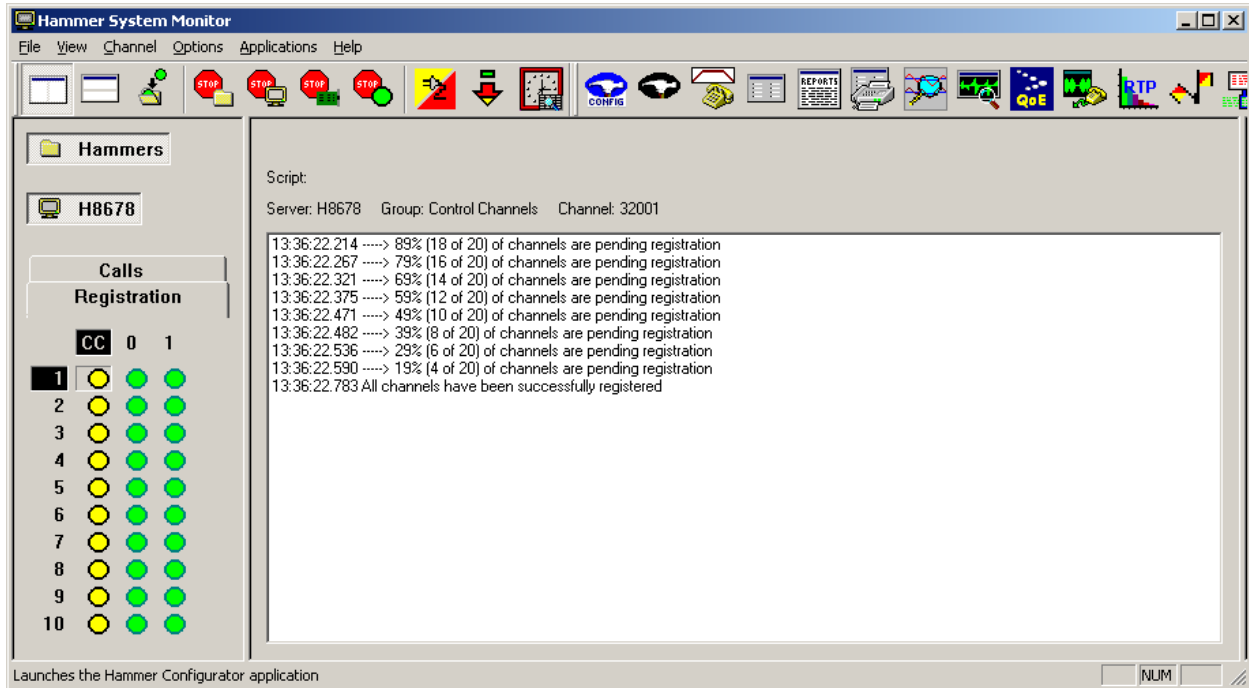 Hammer System Monitor
File View Channel Options Applications Help
STOP STOP STOP STOP 2 CONFIG REPORTS QoE RTP
Hammers
H8678
Calls
Registration
CC 0 1
1
2
3
4
5
6
7
8
9
10
Script:
Server: H8678 Group: Control Channels Channel: 32001
13:36:22.214 -----> 89% (18 of 20) of channels are pending registration
13:36:22.267 -----> 79% (16 of 20) of channels are pending registration
13:36:22.321 -----> 69% (14 of 20) of channels are pending registration
13:36:22.375 -----> 59% (12 of 20) of channels are pending registration
13:36:22.471 -----> 49% (10 of 20) of channels are pending registration
13:36:22.482 -----> 39% (8 of 20) of channels are pending registration
13:36:22.536 -----> 29% (6 of 20) of channels are pending registration
13:36:22.590 -----> 19% (4 of 20) of channels are pending registration
13:36:22.783 All channels have been successfully registered
Launches the Hammer Configurator application
NUM